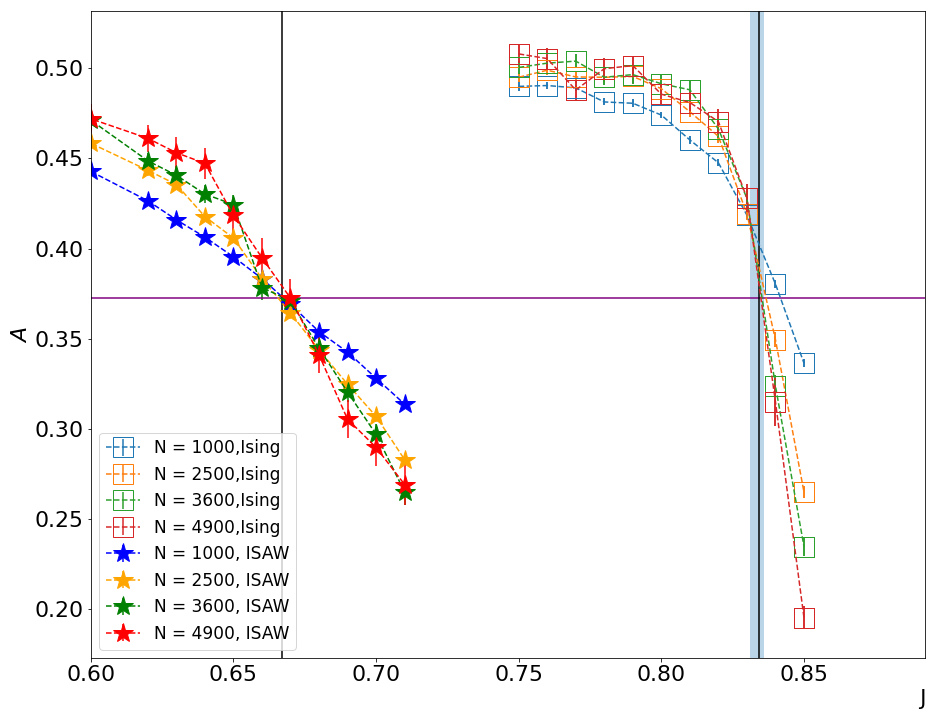 0.50
0.45
0.40
0.35
0.30
0.25
0.20
A
N = 1000,Ising
N = 2500,Ising
N = 3600,Ising
N = 4900,Ising
N = 1000, ISAW
N = 2500, ISAW
N = 3600, ISAW
N = 4900, ISAW
0.60 0.65 0.70 0.75 0.80 0.85
J